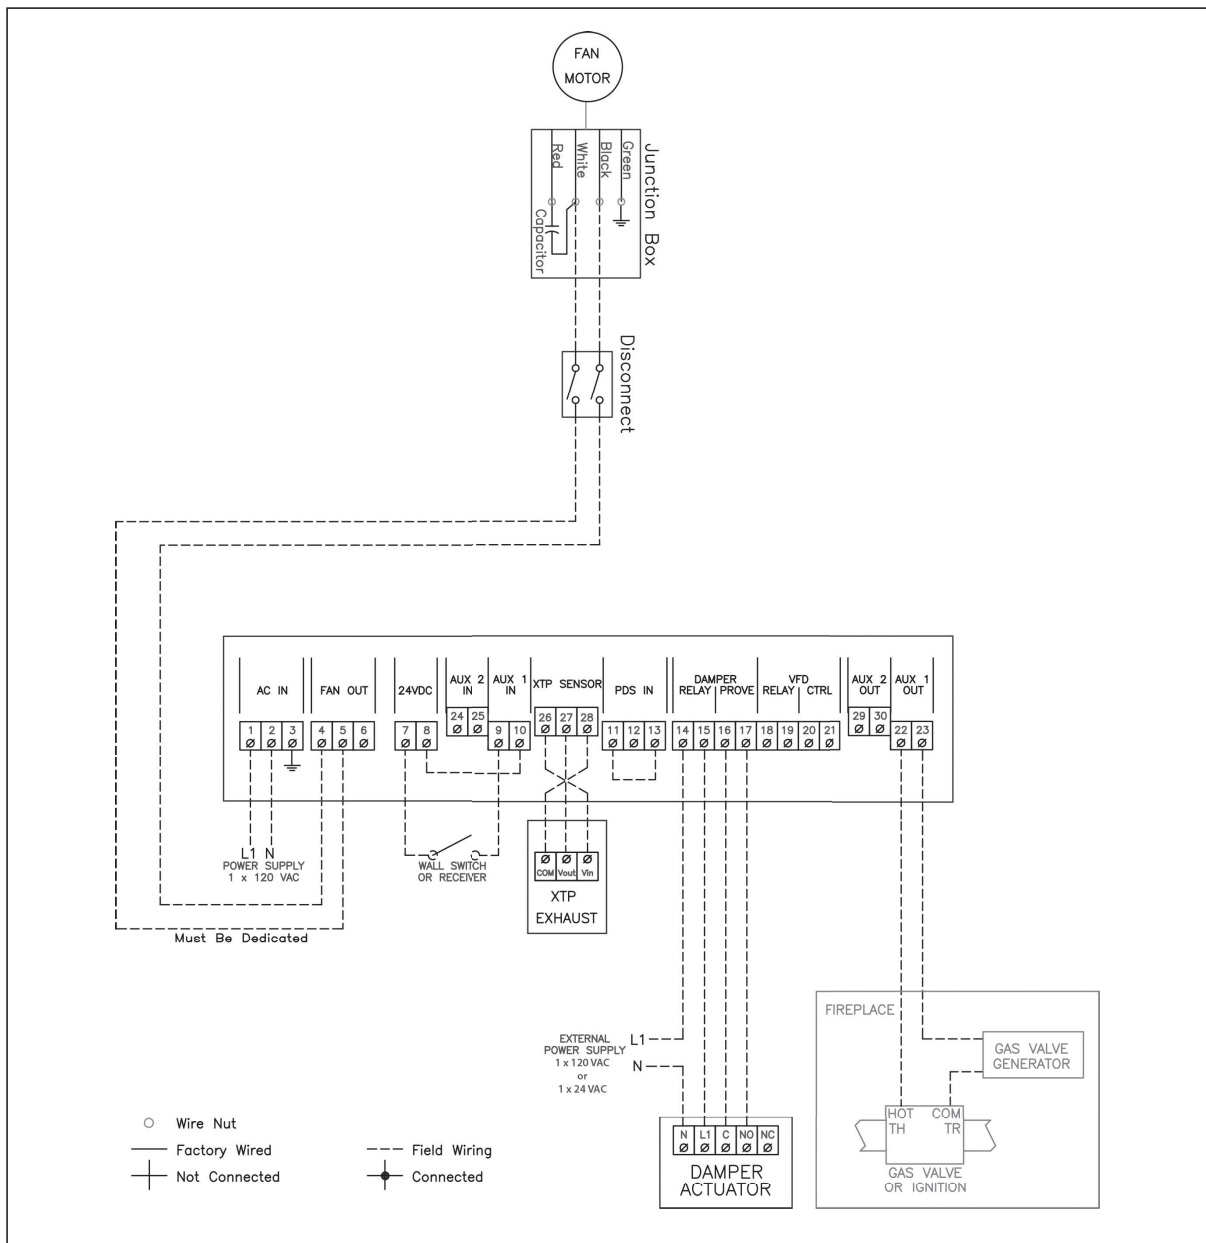 FAN
MOTOR
Red
White
Black
Green
Capacitor
Junction Box
Disconnect
AC IN
FAN OUT
24VDC
AUX 2
IN
AUX 1
IN
XTP SENSOR
PDS IN
DAMPER
RELAY PROVE
VFD
RELAY CTRL
AUX 2
OUT
AUX 1
OUT
24 25
26 27 28
29 30
1 2 3
4 5 6
7 8
9 10
11 12 13
14 15 16 17 18 19 20 21
22 23
L1 N
POWER SUPPLY
1 x 120 VAC
WALL SWITCH
OR RECEIVER
COM Vout Vin
XTP
EXHAUST
Must Be Dedicated
EXTERNAL
POWER SUPPLY
1 x 120 VAC
or
1 x 24 VAC
L1
N
N L1 C NO NC
DAMPER
ACTUATOR
FIREPLACE
GAS VALVE
GENERATOR
HOT COM
TH TR
GAS VALVE
OR IGNITION
Wire Nut
Factory Wired
Field Wiring
Not Connected
Connected